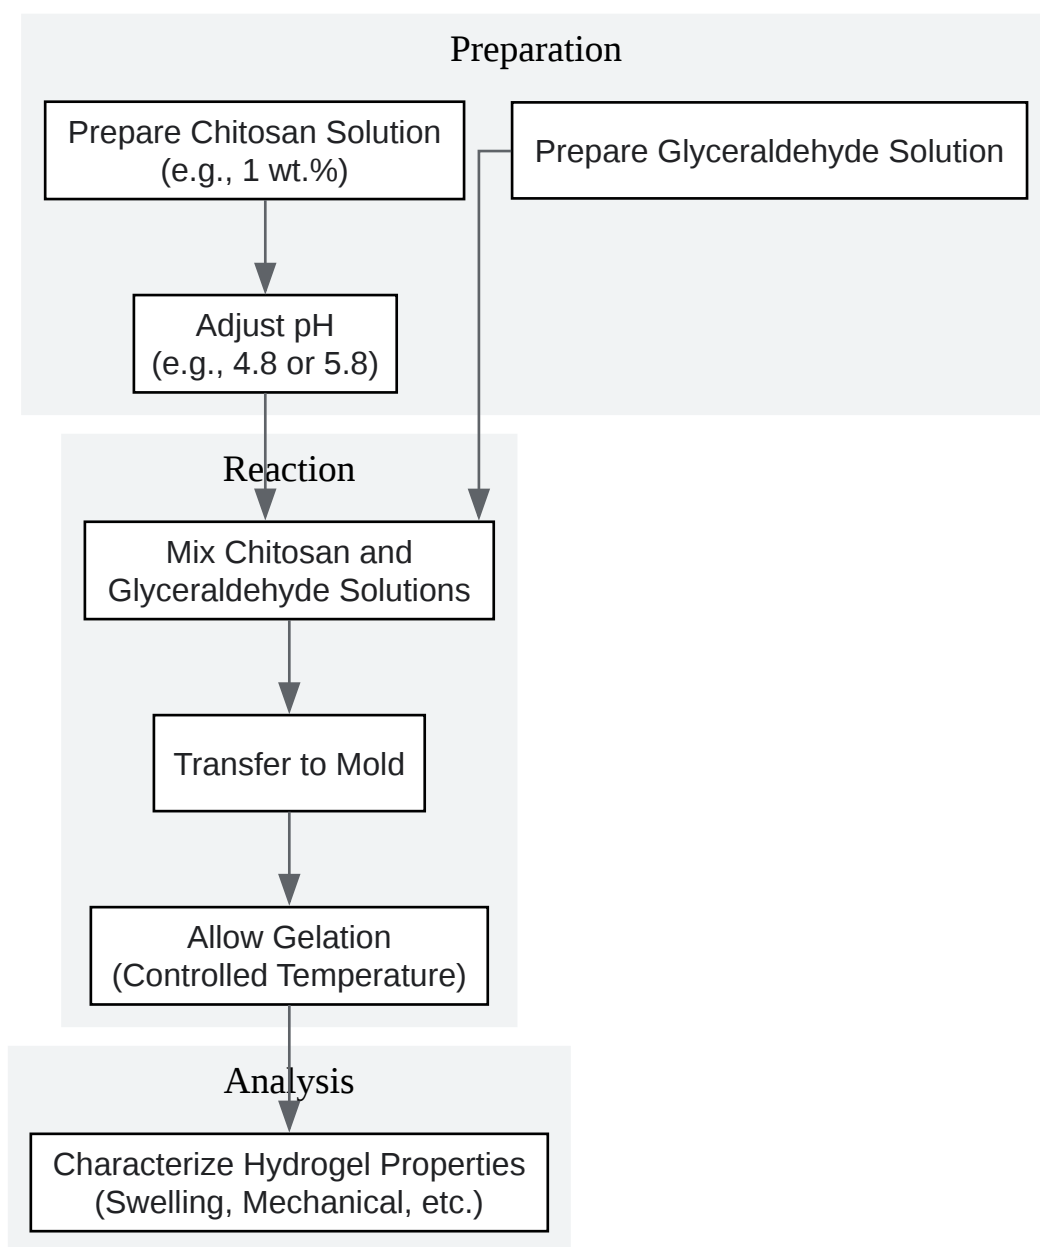 Preparation
Prepare Chitosan Solution
(e.g., 1 wt.%)
Prepare Glyceraldehyde Solution
Adjust pH
(e.g., 4.8 or 5.8)
Reaction
Mix Chitosan and
Glyceraldehyde Solutions
Transfer to Mold
Allow Gelation
(Controlled Temperature)
Analysis
Characterize Hydrogel Properties
(Swelling, Mechanical, etc.)